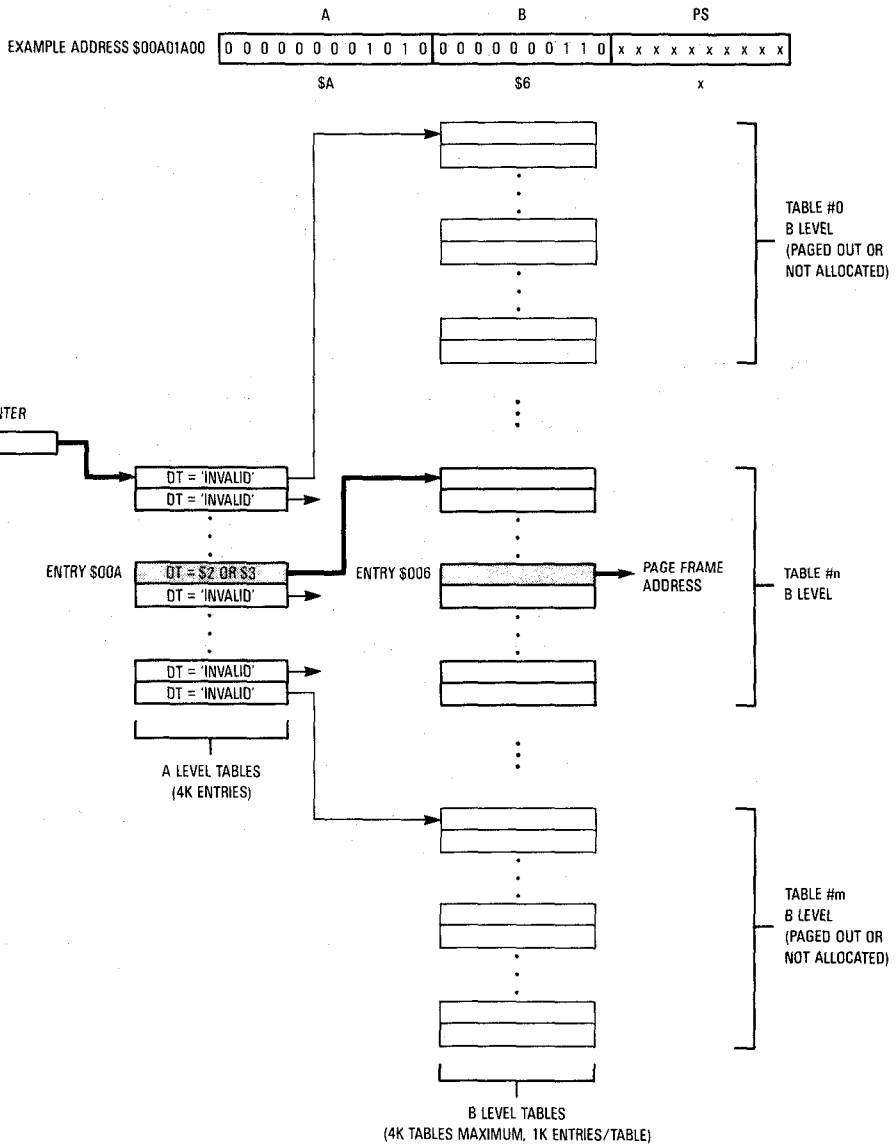 A B PS
EXAMPLE ADDRESS $00A01A00 0 0 0 0 0 0 0 0 1 0 1 0 0 0 0 0 0 0 0 1 1 0 x x x x x x x x x x
$A $6 x
TABLE #0
B LEVEL
(PAGED OUT OR
NOT ALLOCATED)
NTER
DT = 'INVALID'
DT = 'INVALID'
ENTRY $00A DT = $2 OR $3
DT = 'INVALID'
DT = 'INVALID'
DT = 'INVALID'
A LEVEL TABLES
(4K ENTRIES)
ENTRY $006
PAGE FRAME
ADDRESS
TABLE #n
B LEVEL
TABLE #m
B LEVEL
(PAGED OUT OR
NOT ALLOCATED)
B LEVEL TABLES
(4K TABLES MAXIMUM, 1K ENTRIES/TABLE)